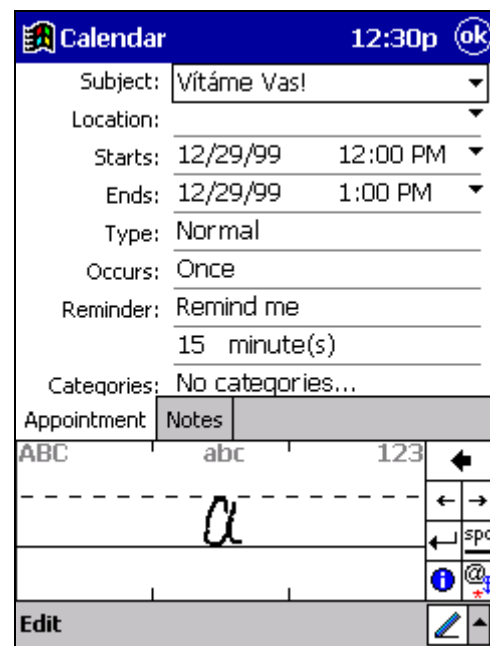 Calendar 12:30p ok
Subject: Vítáme Vas!
Location:
Starts: 12/29/99 12:00 PM
Ends: 12/29/99 1:00 PM
Type: Normal
Occurs: Once
Reminder: Remind me
15 minute(s)
Categories: No categories...
Appointment Notes
ABC abc 123
a
spc
@ *
Edit